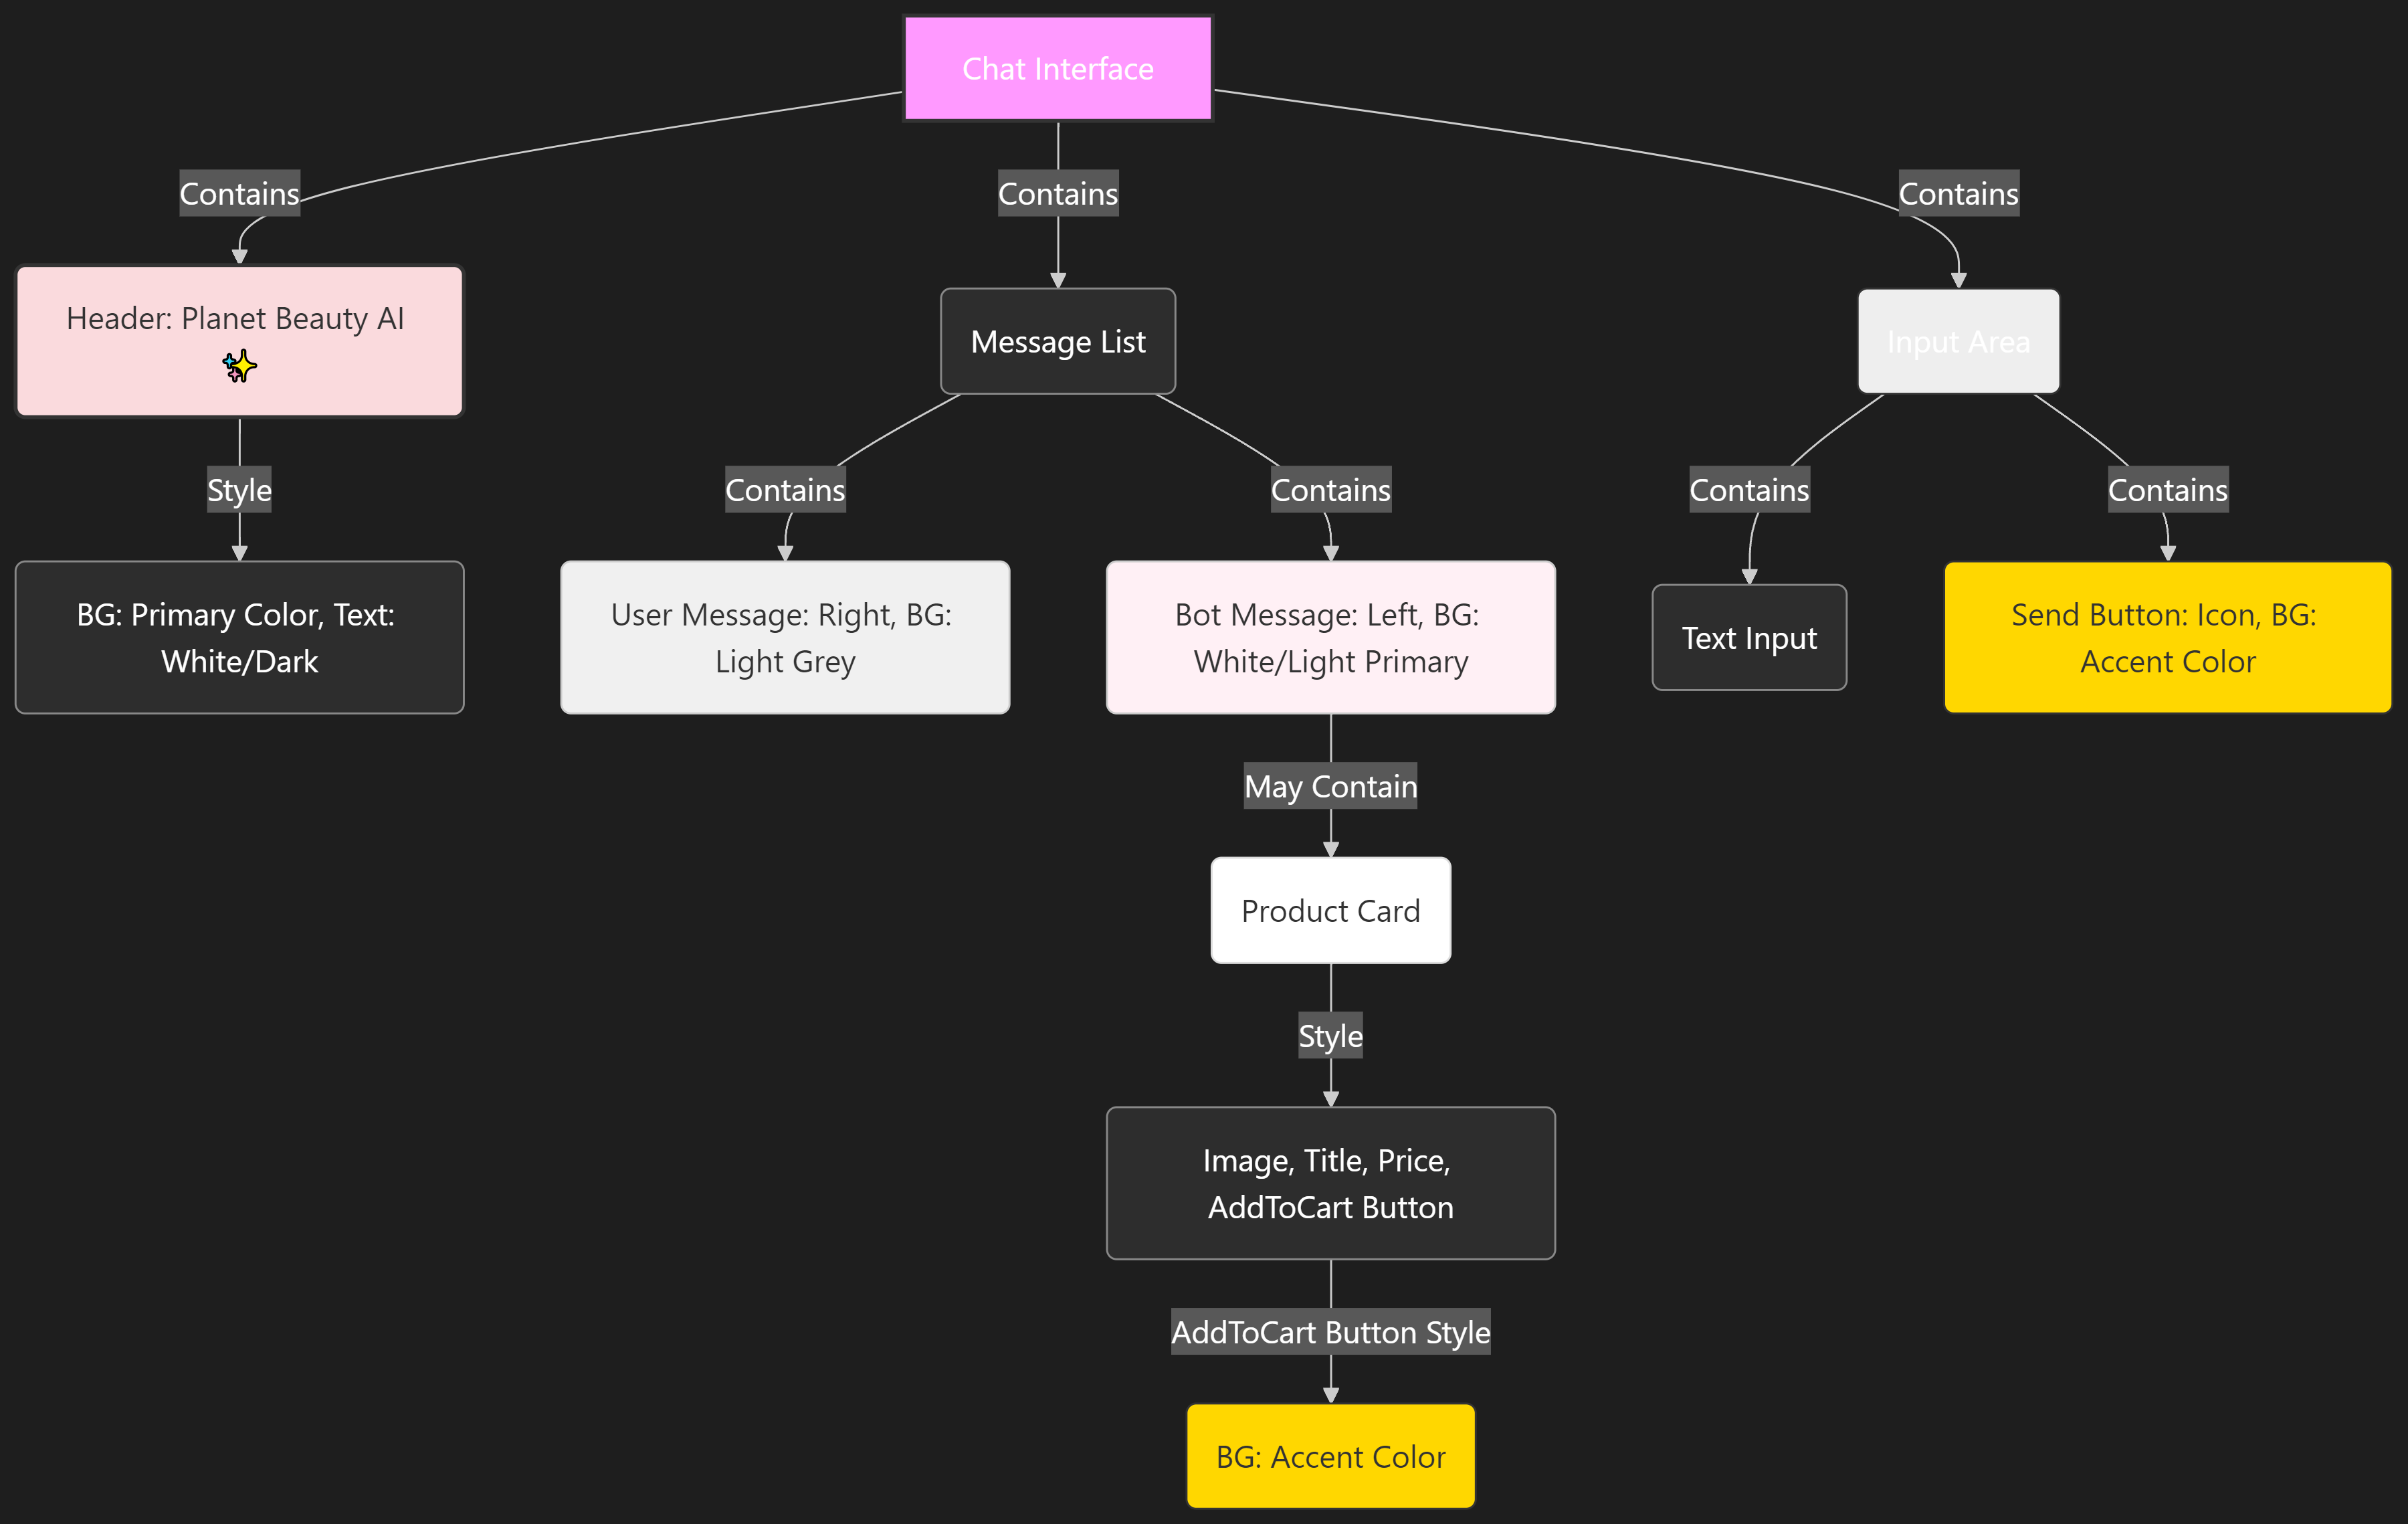 Chat Interface
Contains
Contains
Contains
Header: Planet Beauty AI
✨
Message List
Input Area
Style
Contains
Contains
Contains
Contains
BG: Primary Color, Text:
White/Dark
User Message: Right, BG:
Light Grey
Bot Message: Left, BG:
White/Light Primary
Text Input
Send Button: Icon, BG:
Accent Color
May Contain
Product Card
Style
Image, Title, Price,
AddToCart Button
AddToCart Button Style
BG: Accent Color